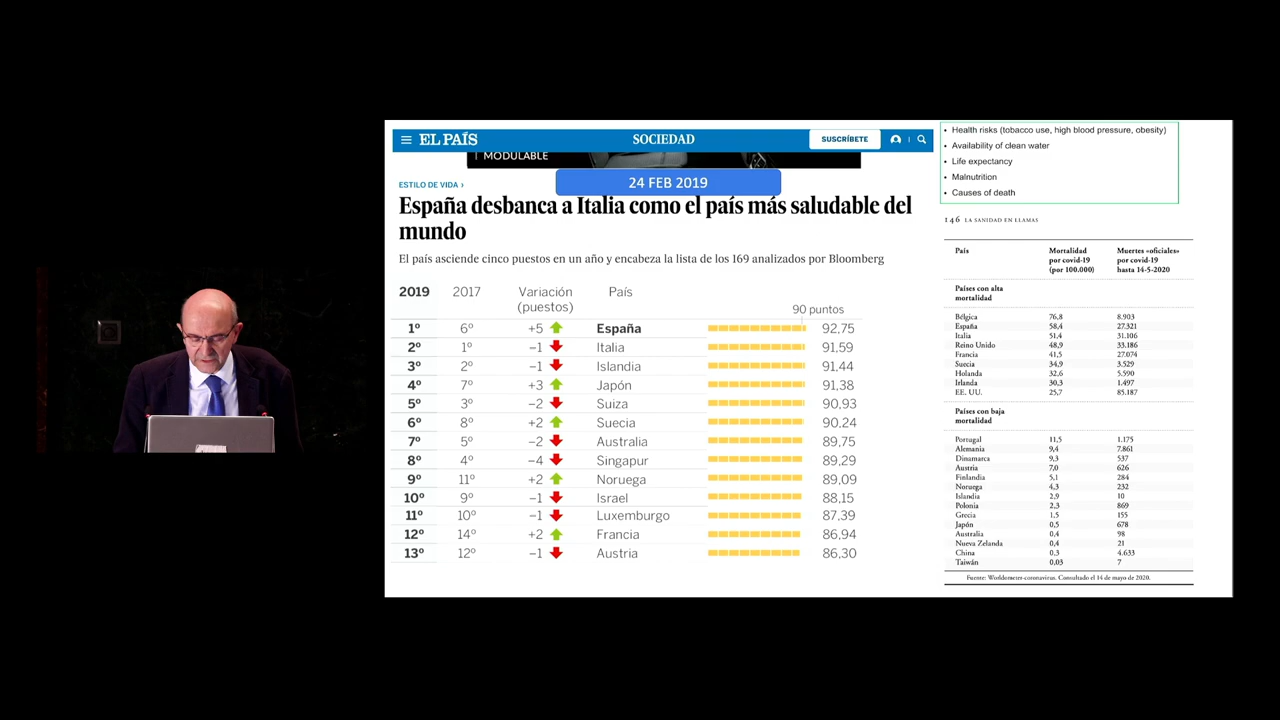 EL PAÍS SOCIEDAD SUSCRÍBETE
MODULABLE
24 FEB 2019
ESTILO DE VIDA ›
España desbanca a Italia como el país más saludable del
mundo
El país asciende cinco puestos en un año y encabeza la lista de los 169 analizados por Bloomberg
2019 2017 Variación (puestos) País
90 puntos
1º 6º +5 España 92,75
2º 1º −1 Italia 91,59
3º 2º −1 Islandia 91,44
4º 7º +3 Japón 91,38
5º 3º −2 Suiza 90,93
6º 8º +2 Suecia 90,24
7º 5º −2 Australia 89,75
8º 4º −4 Singapur 89,29
9º 11º +2 Noruega 89,09
10º 9º −1 Israel 88,15
11º 10º −1 Luxemburgo 87,39
12º 14º +2 Francia 86,94
13º 12º −1 Austria 86,30
• Health risks (tobacco use, high blood pressure, obesity)
• Availability of clean water
• Life expectancy
• Malnutrition
• Causes of death
146 LA SANIDAD EN LLAMAS
País Mortalidad Muertes «oficiales»
por covid-19 por covid-19
(por 100.000) hasta 14-5-2020
Países con alta
mortalidad
Bélgica 76,8 8.903
España 58,4 27.321
Italia 51,4 31.106
Reino Unido 48,9 33.186
Francia 41,5 27.074
Suecia 34,9 3.529
Holanda 32,6 5.590
Irlanda 30,3 1.497
EE. UU. 25,7 85.187
Países con baja
mortalidad
Portugal 11,5 1.175
Alemania 9,4 7.861
Dinamarca 9,3 537
Austria 7,0 626
Finlandia 5,1 284
Noruega 4,3 232
Islandia 2,9 10
Polonia 2,3 869
Grecia 1,5 155
Japón 0,5 678
Australia 0,4 98
Nueva Zelanda 0,4 21
China 0,3 4.633
Taiwán 0,03 7
Fuente: Worldometer-coronavirus. Consultado el 14 de mayo de 2020.